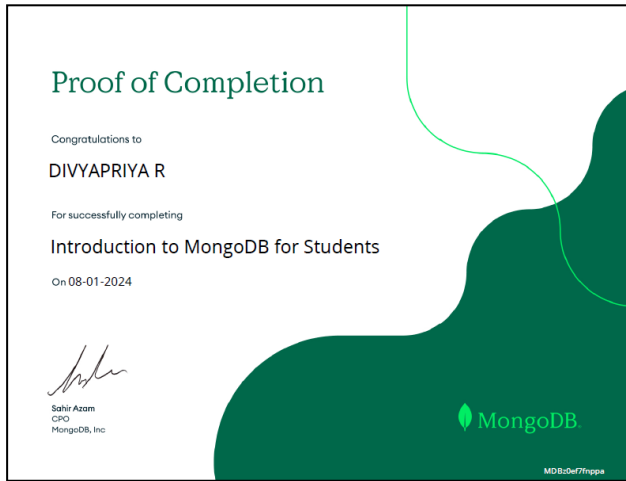 Proof of Completion
Congratulations to
DIVYAPRIYA R
For successfully completing
Introduction to MongoDB for Students
On 08-01-2024
Sahir Azam
CPO
MongoDB, Inc
MongoDB.
MDBz0ef7fnppa